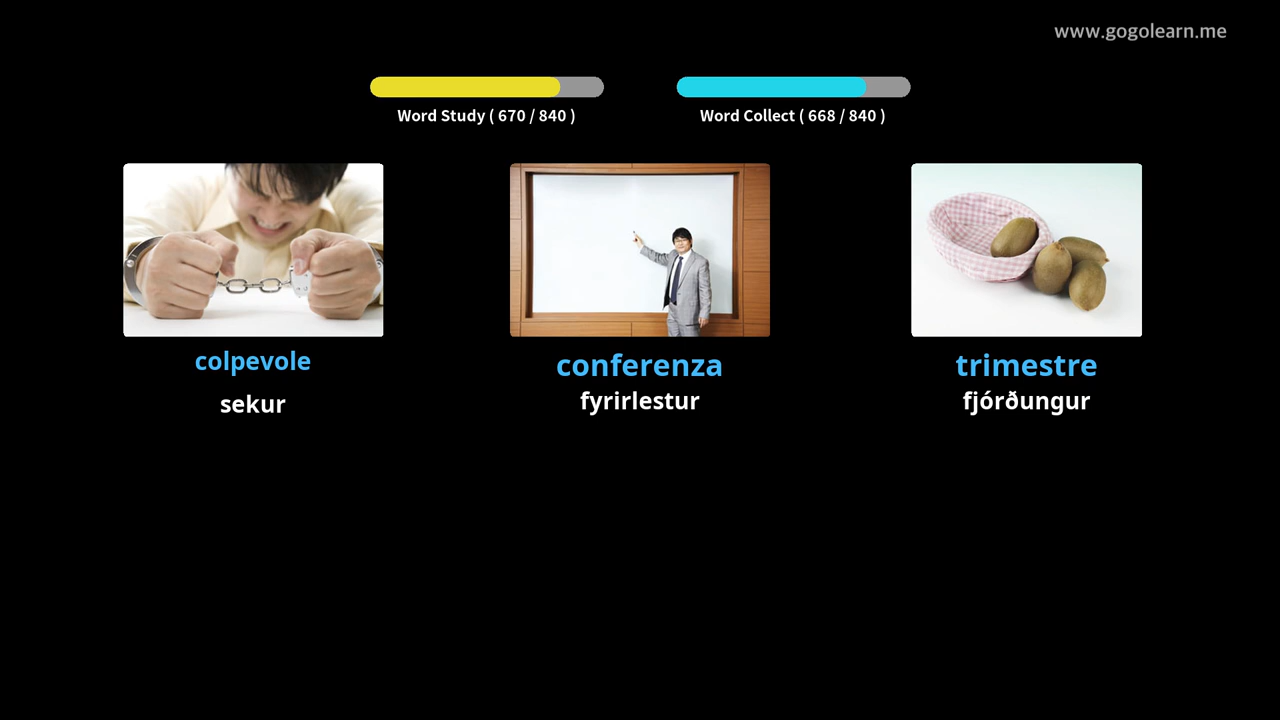 www.gogolearn.me
Word Study ( 670 / 840 )
Word Collect ( 668 / 840 )
colpevole
sekur
conferenza
fyrirlestur
trimestre
fjórðungur